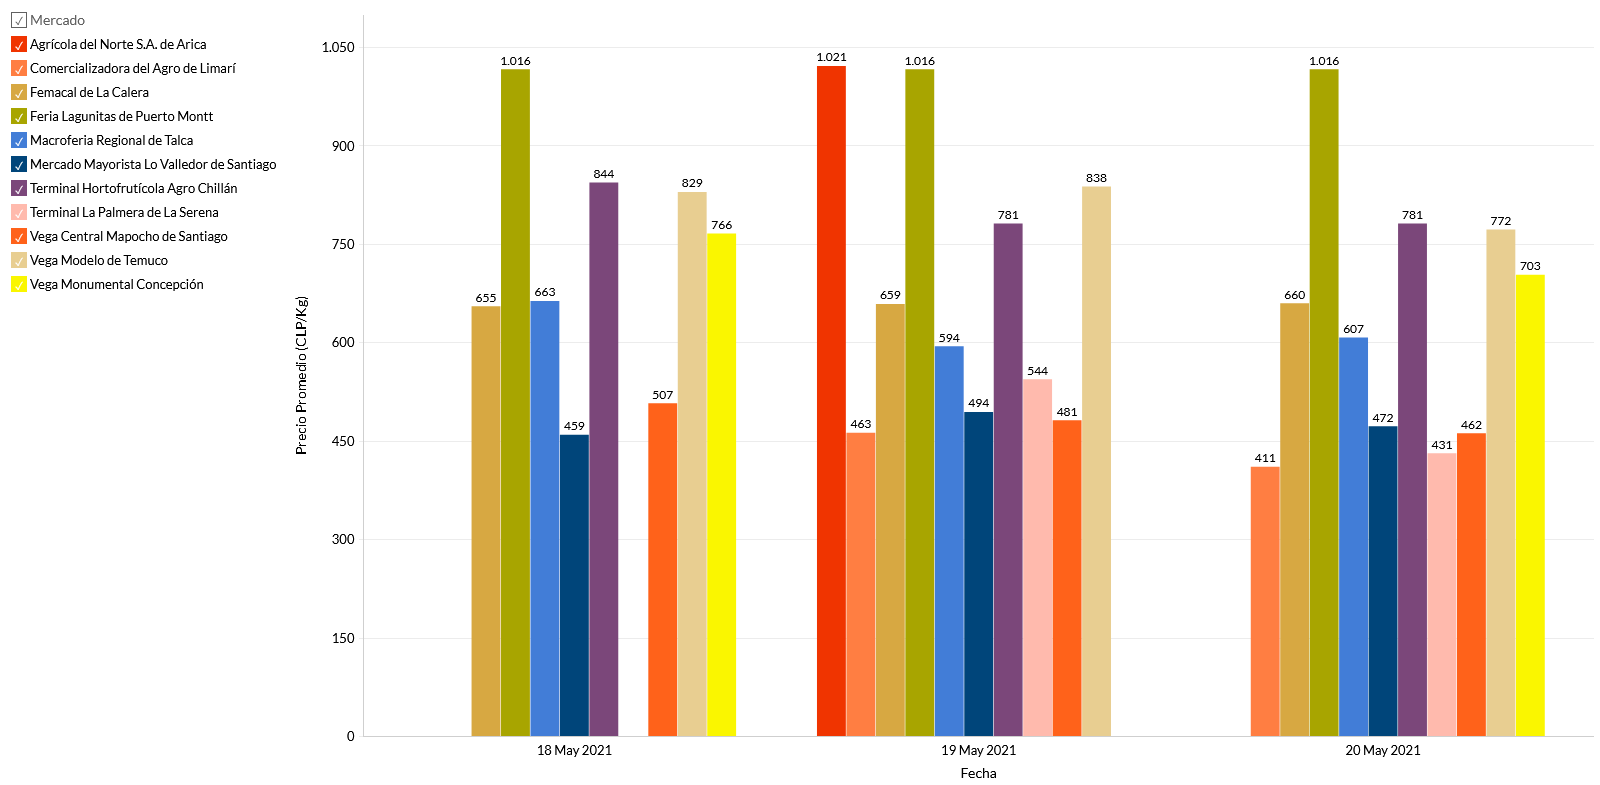 Mercado
Agrícola del Norte S.A. de Arica
Comercializadora del Agro de Limarí
Femacal de La Calera
Feria Lagunitas de Puerto Montt
Macroferia Regional de Talca
Mercado Mayorista Lo Valledor de Santiago
Terminal Hortofrutícola Agro Chillán
Terminal La Palmera de La Serena
Vega Central Mapocho de Santiago
Vega Modelo de Temuco
Vega Monumental Concepción
Precio Promedio (CLP/Kg)
1.050
900
750
600
450
300
150
0
655
1.016
663
459
844
507
829
766
1.021
463
659
1.016
594
494
781
544
481
838
411
660
1.016
607
472
781
431
462
772
703
18 May 2021
19 May 2021
20 May 2021
Fecha